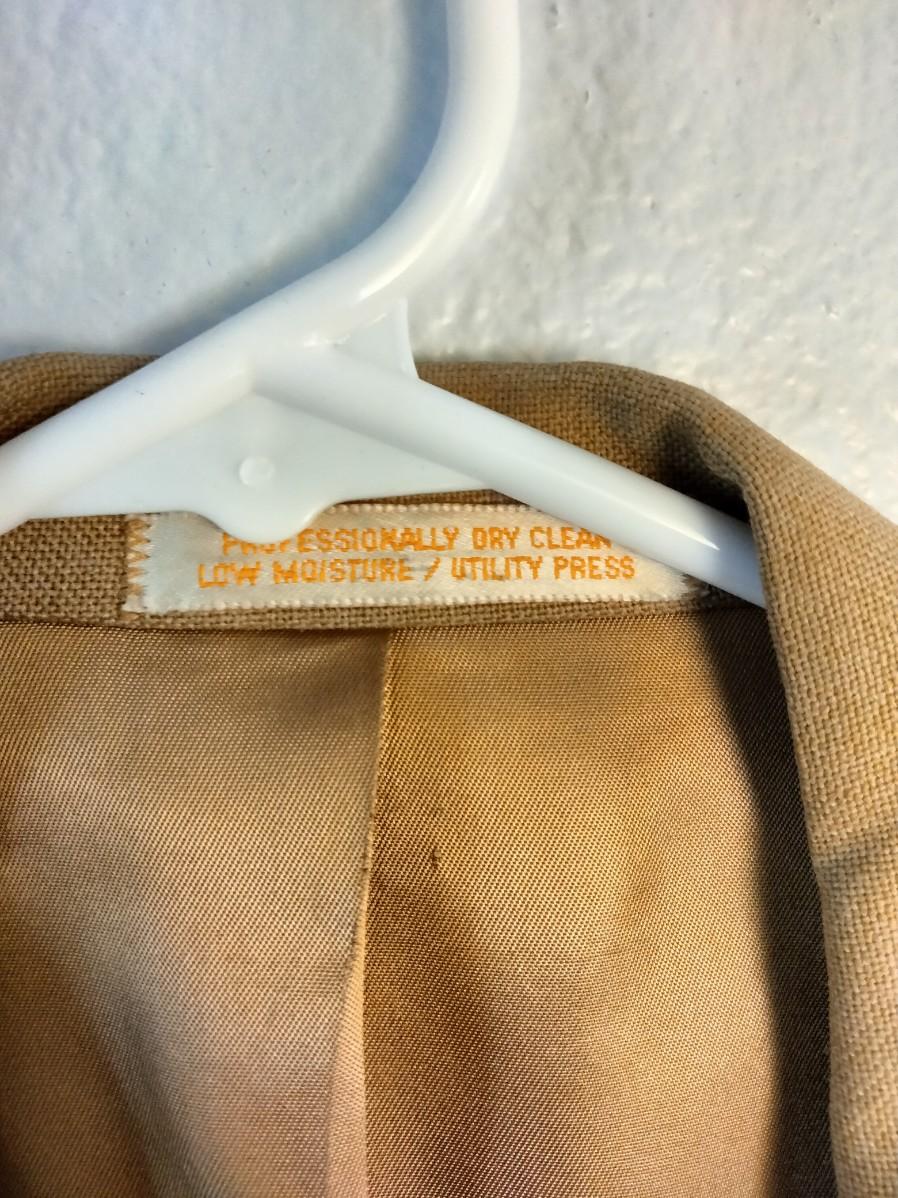 PROFESSIONALLY DRY CLEAN
LOW MOISTURE / UTILITY PRESS